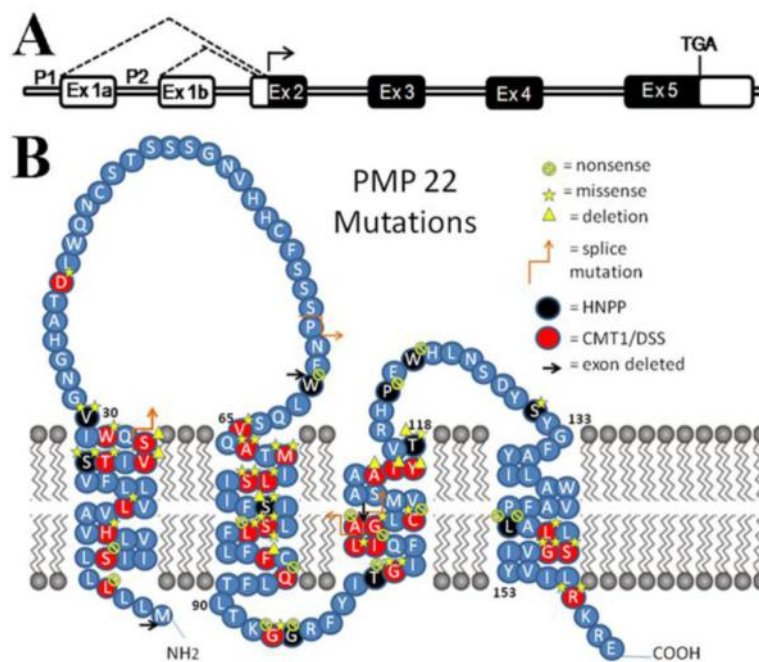 A
TGA
P1 Ex 1a P2 Ex 1b Ex 2 Ex 3 Ex 4 Ex 5
B
PMP 22
Mutations
= nonsense
= missense
= deletion
= splice
mutation
= HNPP
= CMT1/DSS
= exon deleted
30
V G N G H A T D L W Q N C S T S S S G N V H H C F S S S P N E W L Q S V
I W Q S
S T I V
65
Q A T M
I S L I
90
T F L Q
L T K G G R F Y I T G I
118
A A I Y T V R H P E W H L N S D Y S Y G
133
153
Y V I L
R K R E
NH2
COOH